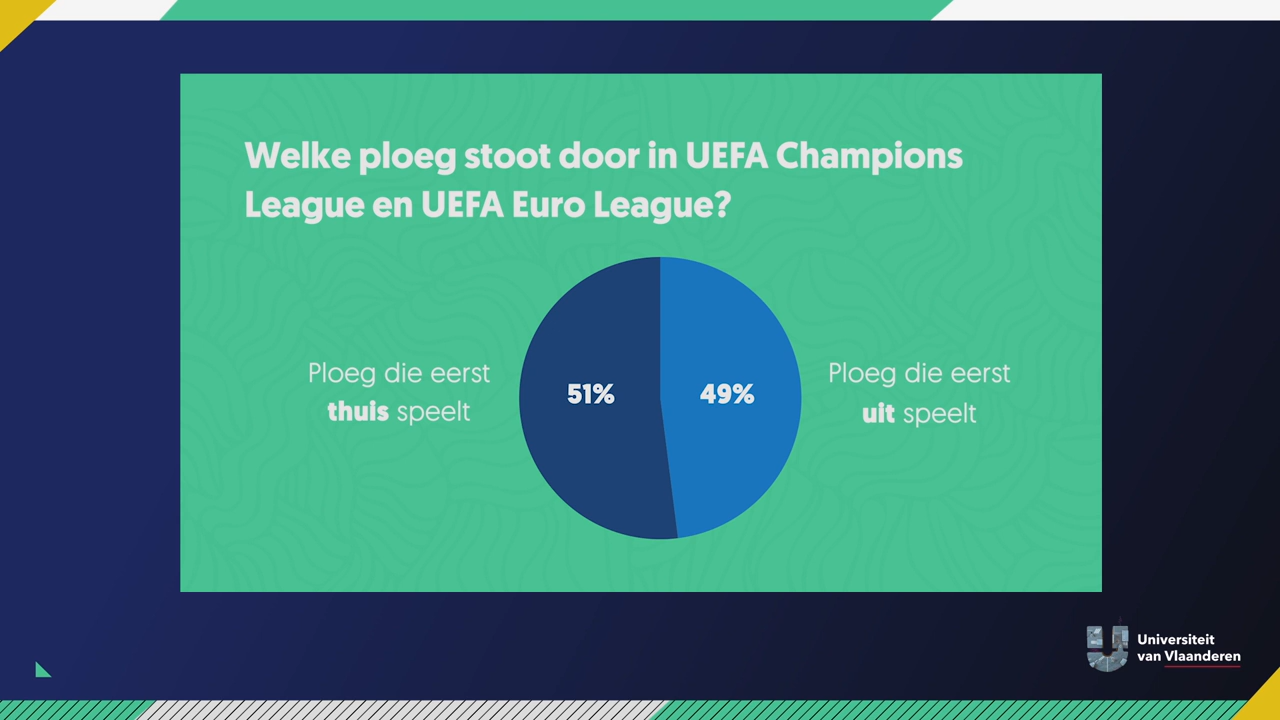 Welke ploeg stoot door in UEFA Champions
League en UEFA Euro League?
Ploeg die eerst
thuis speelt
51%
49%
Ploeg die eerst
uit speelt
Universiteit
van Vlaanderen